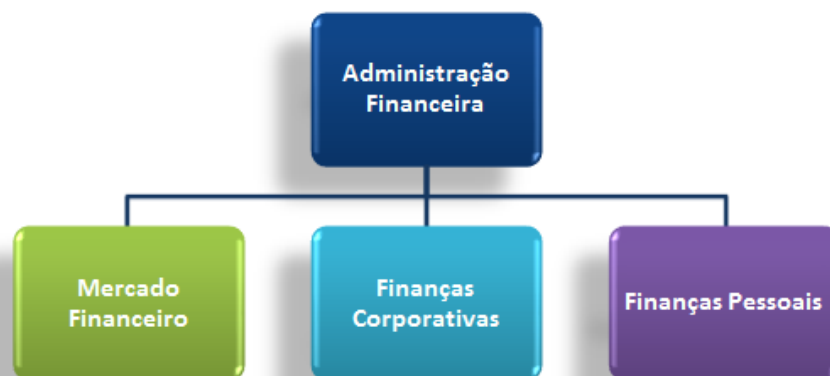 Administração
Financeira
Mercado
Financeiro
Finanças
Corporativas
Finanças Pessoais